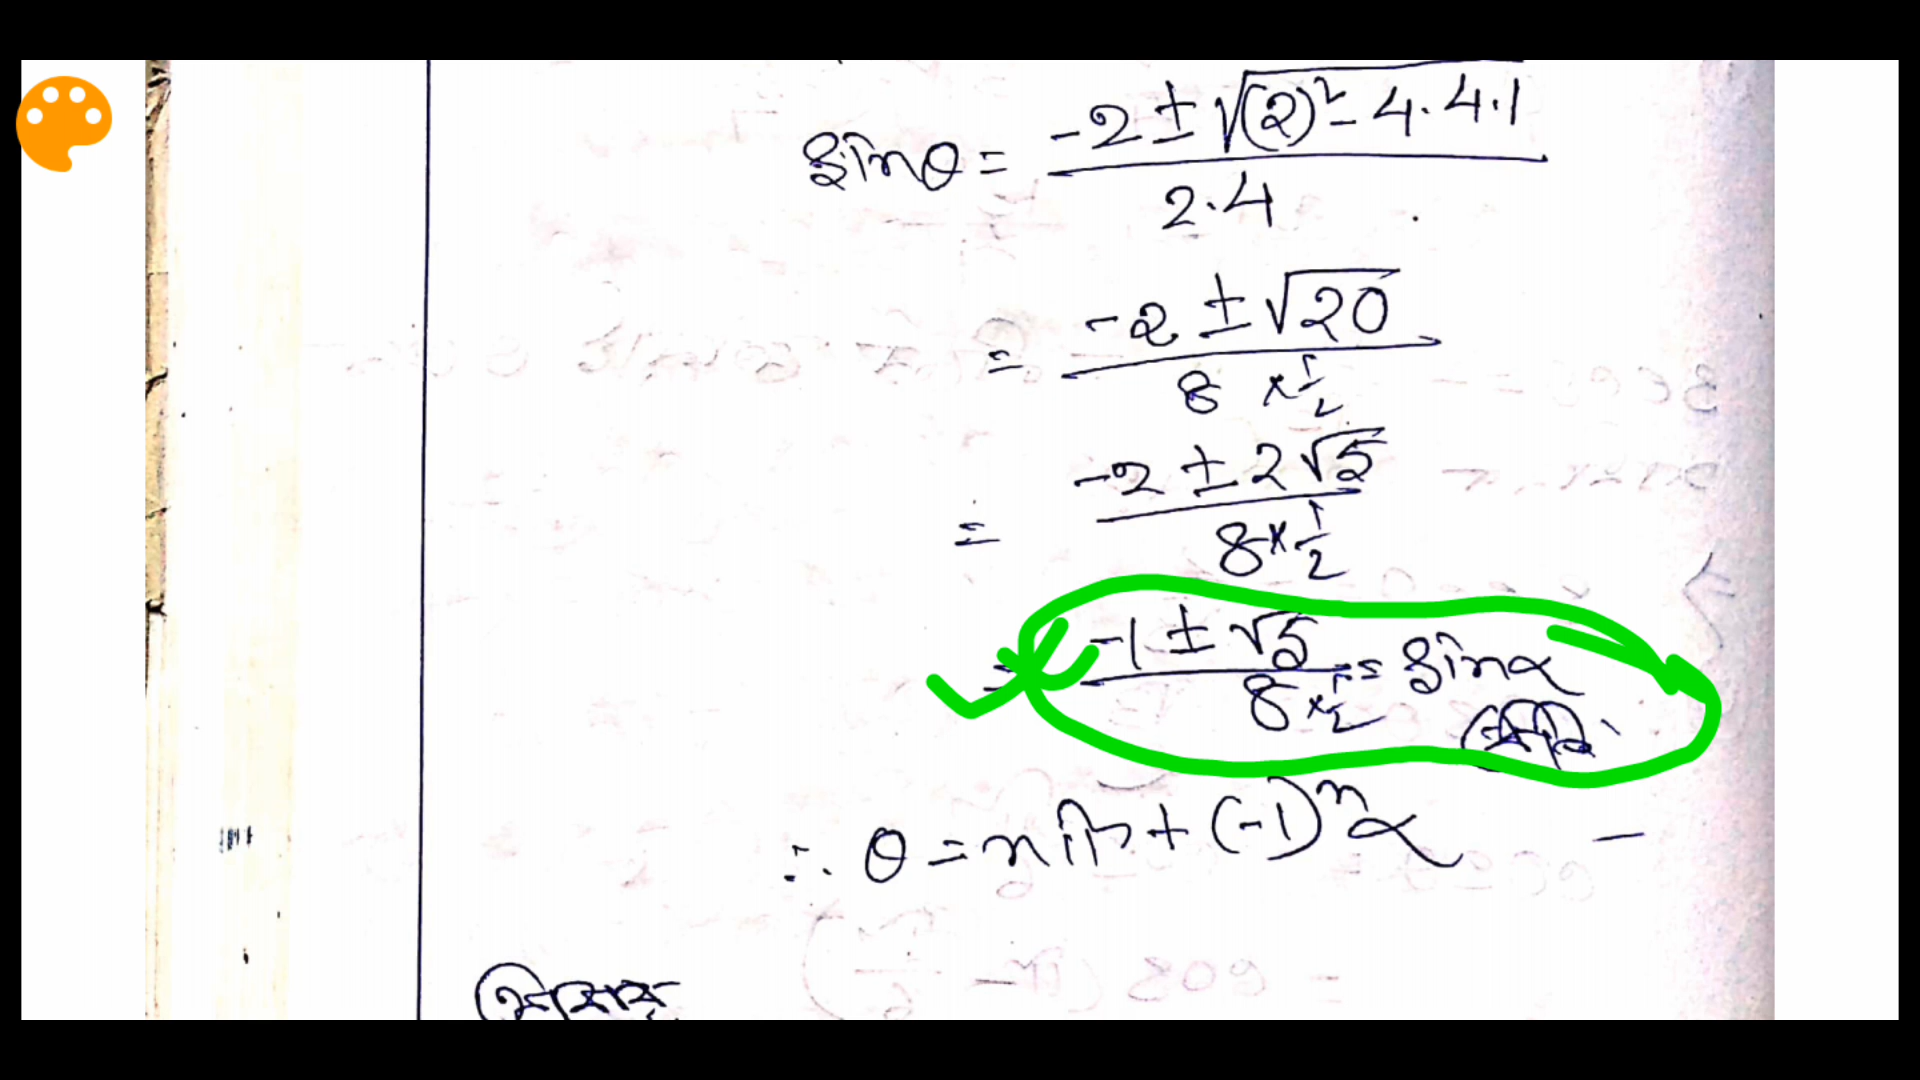 sinθ = (-2 ± √((2)² - 4.4.1)) / 2.4
= (-2 ± √20) / (8 × 1/2)
= (-2 ± 2√5) / (8 × 1/2)
= (-1 ± √5) / (8 × 1/2) = sinα
(ধরি)
∴ θ = nπ + (-1)ⁿα